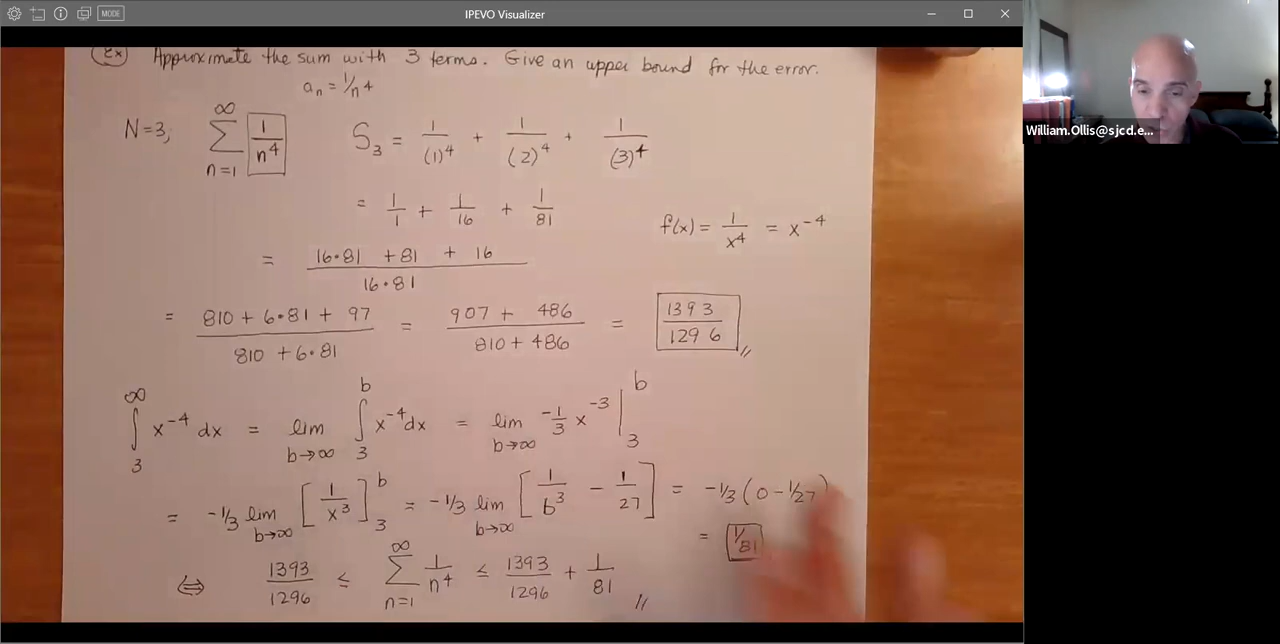 MODE
IPEVO Visualizer
Ex Approximate the sum with 3 terms. Give an upper bound for the error.
aₙ = 1/n⁴
N=3, ∑_{n=1}^{∞} 1/n⁴ S₃ = 1/(1)⁴ + 1/(2)⁴ + 1/(3)⁴
= 1/1 + 1/16 + 1/81
f(x) = 1/x⁴ = x⁻⁴
= (16·81 + 81 + 16)/(16·81)
= (810 + 6·81 + 97)/(810 + 6·81) = (907 + 486)/(810 + 486) = 1393/1296 //
∫_{3}^{∞} x⁻⁴ dx = lim_{b→∞} ∫_{3}^{b} x⁻⁴ dx = lim_{b→∞} -1/3 x⁻³ |_{3}^{b}
= -1/3 lim_{b→∞} [1/x³]_{3}^{b} = -1/3 lim_{b→∞} [1/b³ - 1/27] = -1/3 (0 - 1/27)
= 1/81
⇔ 1393/1296 ≤ ∑_{n=1}^{∞} 1/n⁴ ≤ 1393/1296 + 1/81 //
William.Ollis@sjcd.e...